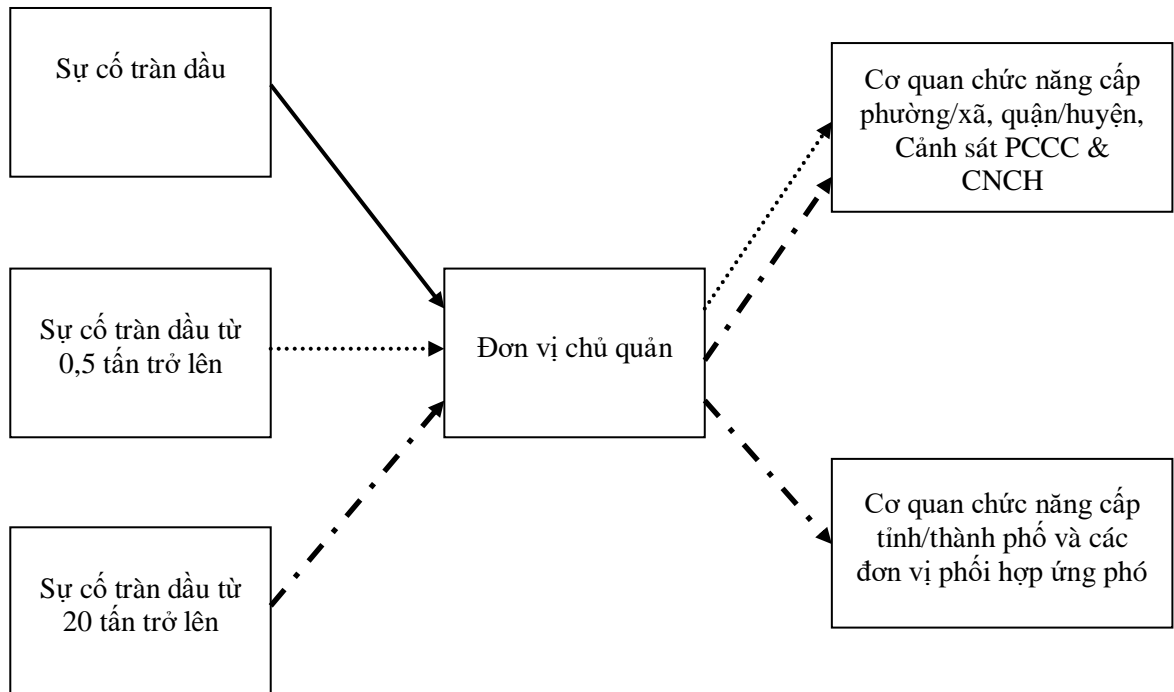 Sự cố tràn dầu
Sự cố tràn dầu từ
0,5 tấn trở lên
Sự cố tràn dầu từ
20 tấn trở lên
Đơn vị chủ quản
Cơ quan chức năng cấp
phường/xã, quận/huyện,
Cảnh sát PCCC &
CNCH
Cơ quan chức năng cấp
tỉnh/thành phố và các
đơn vị phối hợp ứng phó